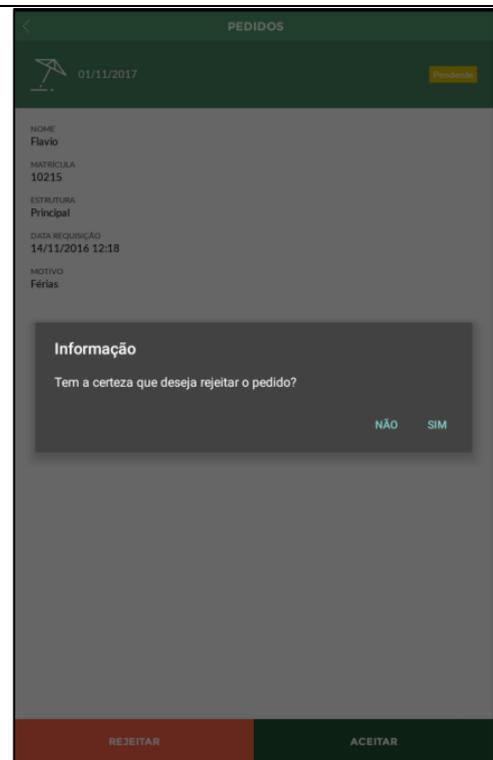 PEDIDOS
01/11/2017
Pendente
NOME
Flavio
MATRÍCULA
10215
ESTRUTURA
Principal
DATA REQUISIÇÃO
14/11/2016 12:18
MOTIVO
Férias
Informação
Tem a certeza que deseja rejeitar o pedido?
NÃO SIM
REJEITAR ACEITAR